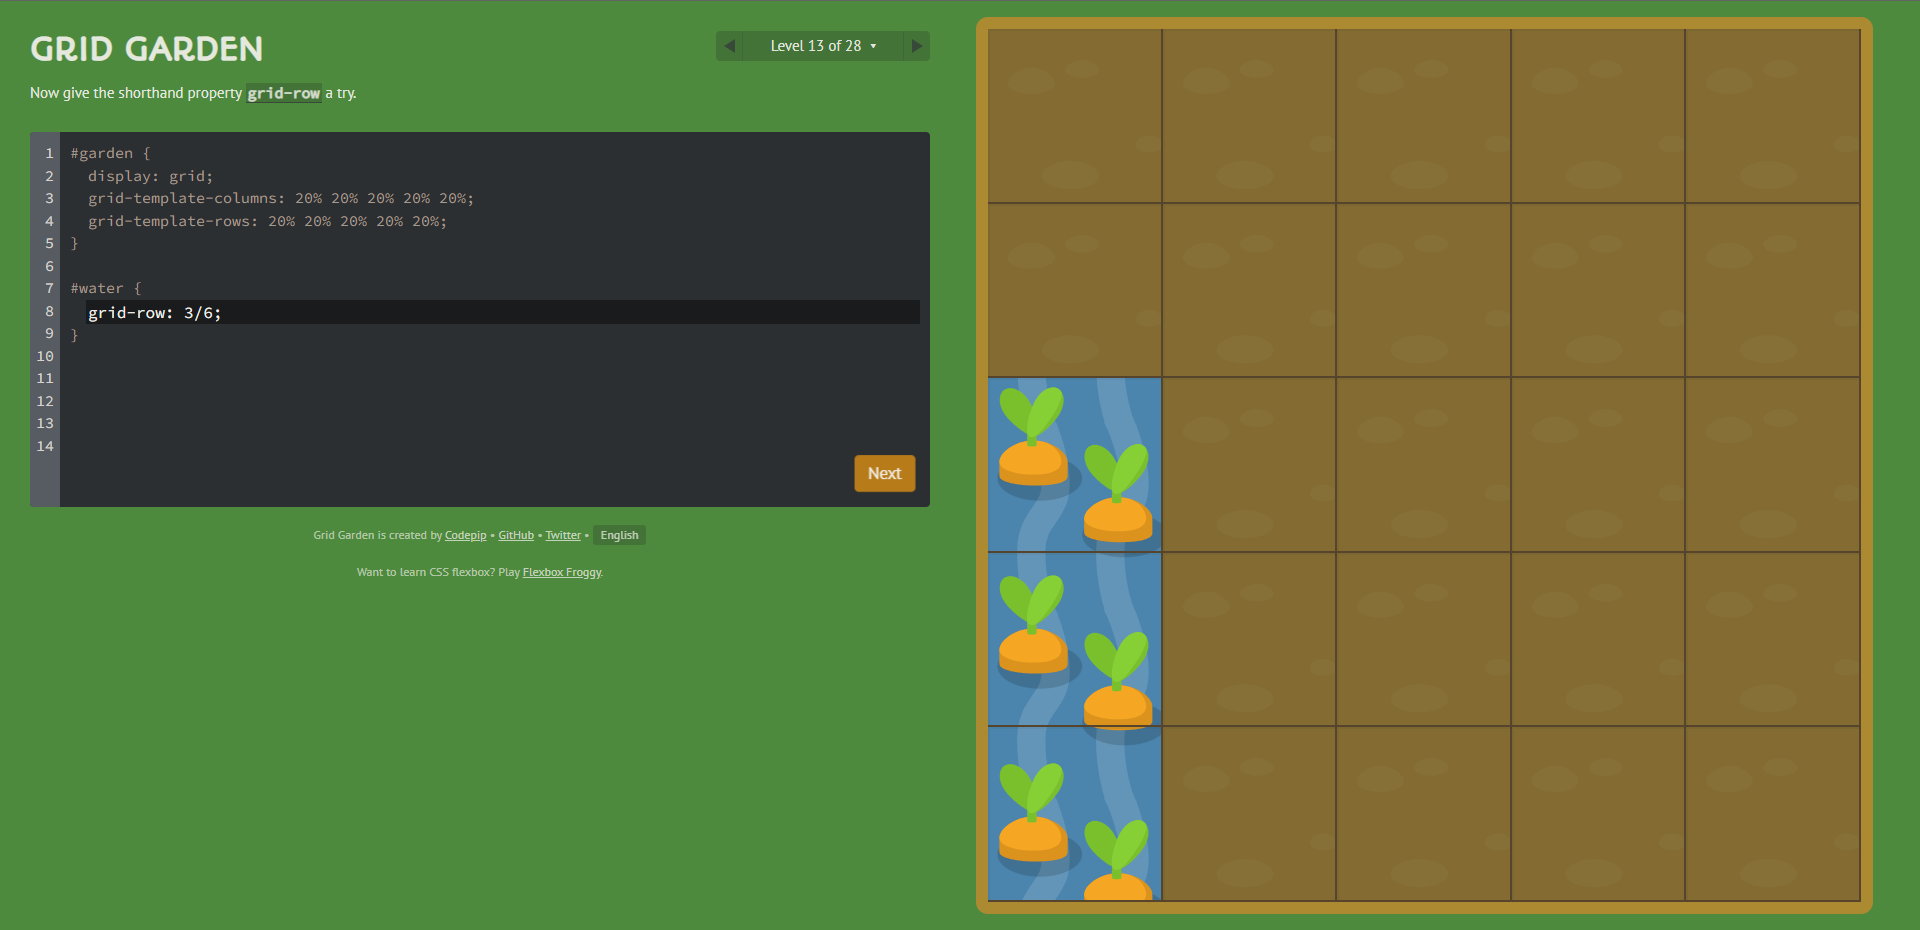 GRID GARDEN
◀ Level 13 of 28 ▾ ▶
Now give the shorthand property grid-row a try.
1 #garden {
2 display: grid;
3 grid-template-columns: 20% 20% 20% 20% 20%;
4 grid-template-rows: 20% 20% 20% 20% 20%;
5 }
6
7 #water {
8 grid-row: 3/6;
9 }
10
11
12
13
14
Next
Grid Garden is created by Codepip • GitHub • Twitter • English
Want to learn CSS flexbox? Play Flexbox Froggy.